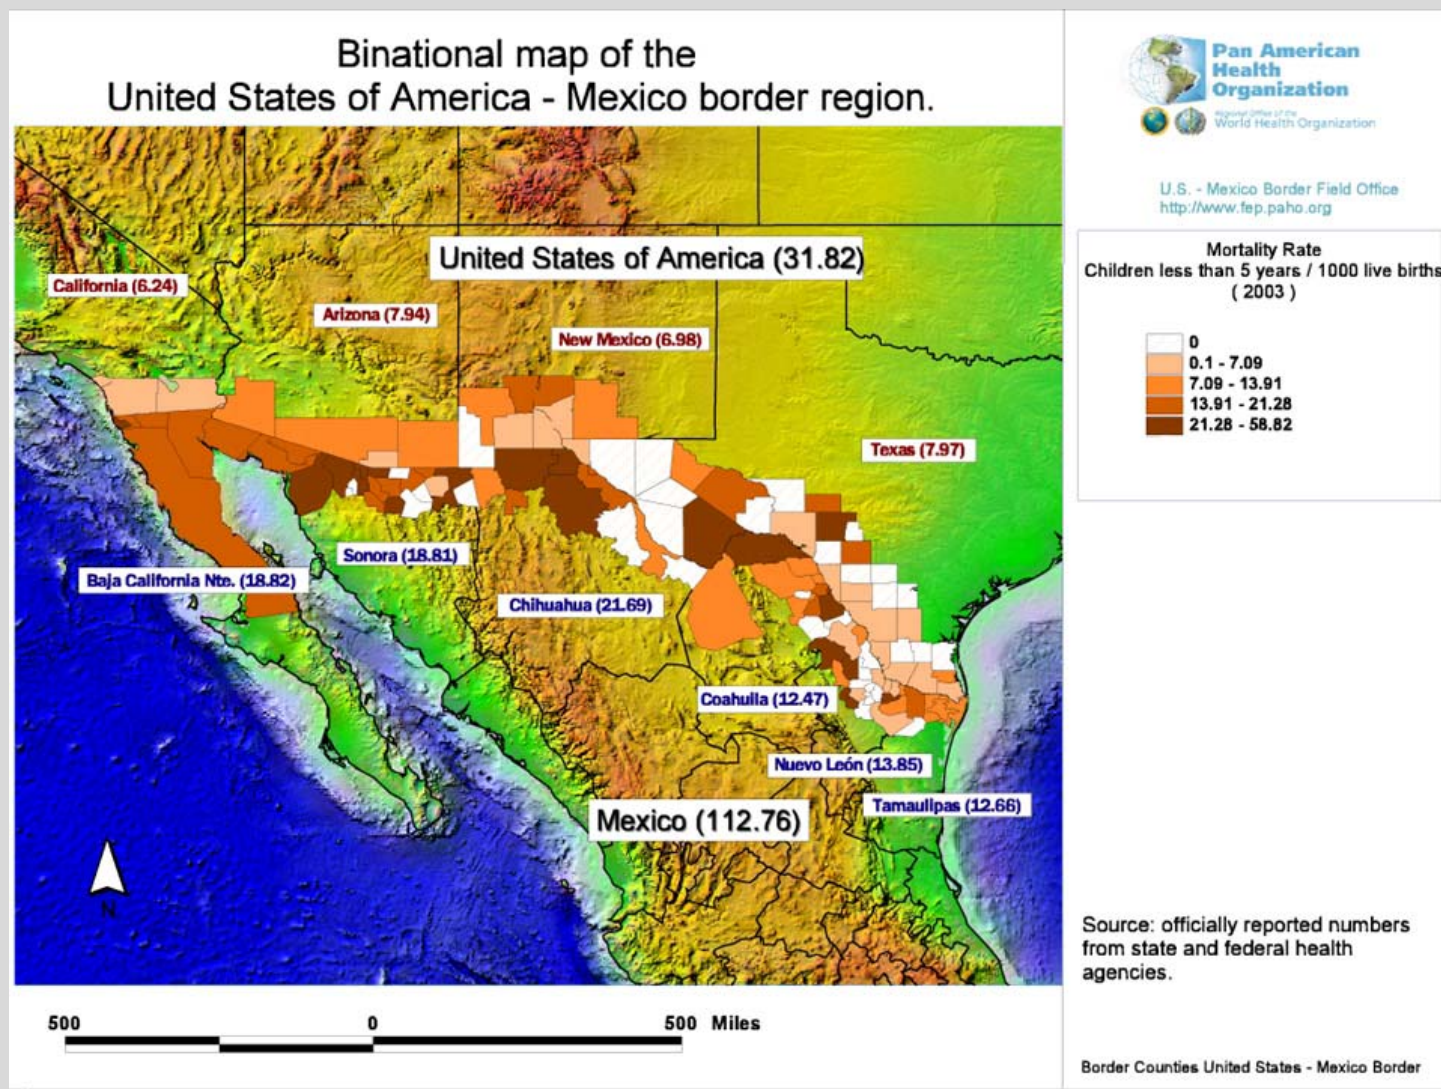 Binational map of the
United States of America - Mexico border region.
Pan American
Health
Organization
Regional Office of the
World Health Organization
U.S. - Mexico Border Field Office
http://www.fep.paho.org
Mortality Rate
Children less than 5 years / 1000 live births
( 2003 )
0
0.1 - 7.09
7.09 - 13.91
13.91 - 21.28
21.28 - 58.82
United States of America (31.82)
California (6.24)
Arizona (7.94)
New Mexico (6.98)
Texas (7.97)
Sonora (18.81)
Baja California Nte. (18.82)
Chihuahua (21.69)
Coahuila (12.47)
Nuevo León (13.85)
Tamaulipas (12.66)
Mexico (112.76)
N
Source: officially reported numbers
from state and federal health
agencies.
500 0 500 Miles
Border Counties United States - Mexico Border